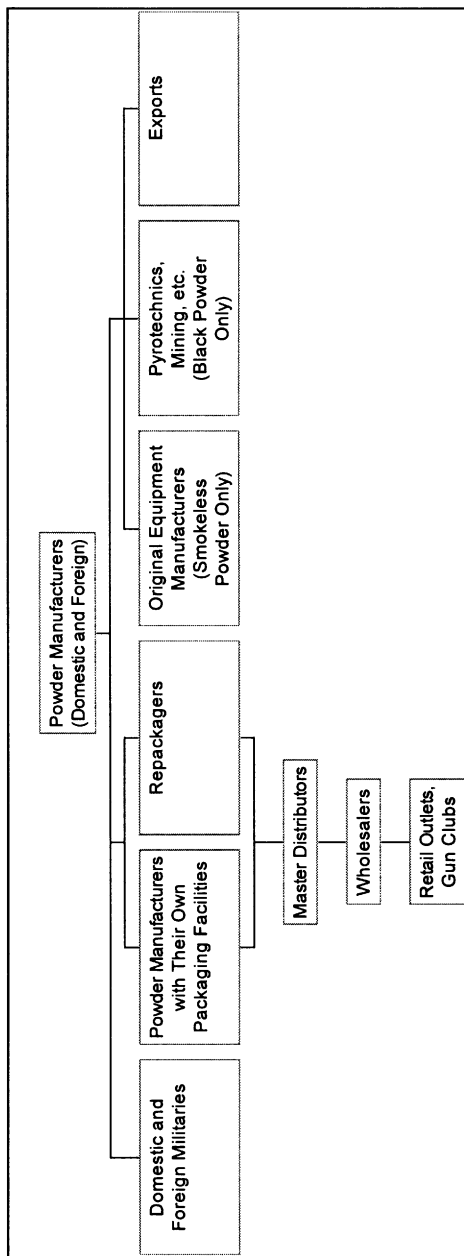 Powder Manufacturers
(Domestic and Foreign)
Domestic and
Foreign Militaries
Powder Manufacturers
with Their Own
Packaging Facilities
Repackagers
Original Equipment
Manufacturers
(Smokeless
Powder Only)
Pyrotechnics,
Mining, etc.
(Black Powder
Only)
Exports
Master Distributors
Wholesalers
Retail Outlets,
Gun Clubs